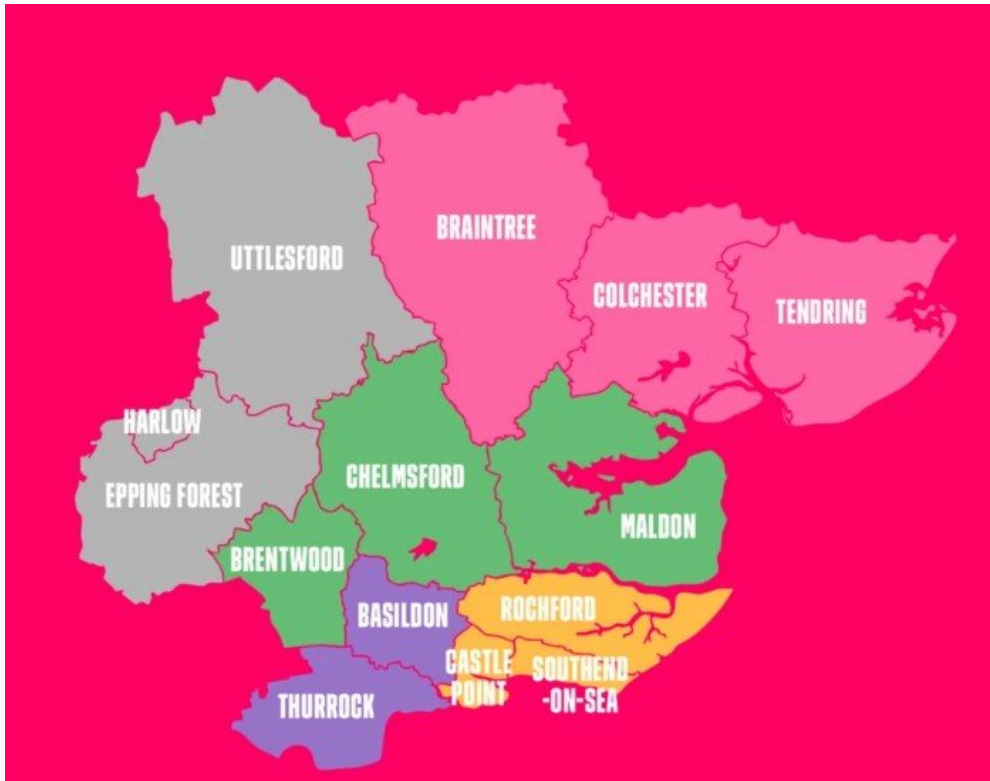 BRAINTREE
UTTLESFORD
COLCHESTER
TENDRING
HARLOW
CHELMSFORD
EPPING FOREST
MALDON
BRENTWOOD
BASILDON
ROCHFORD
CASTLE
POINT
SOUTHEND
-ON-SEA
THURROCK